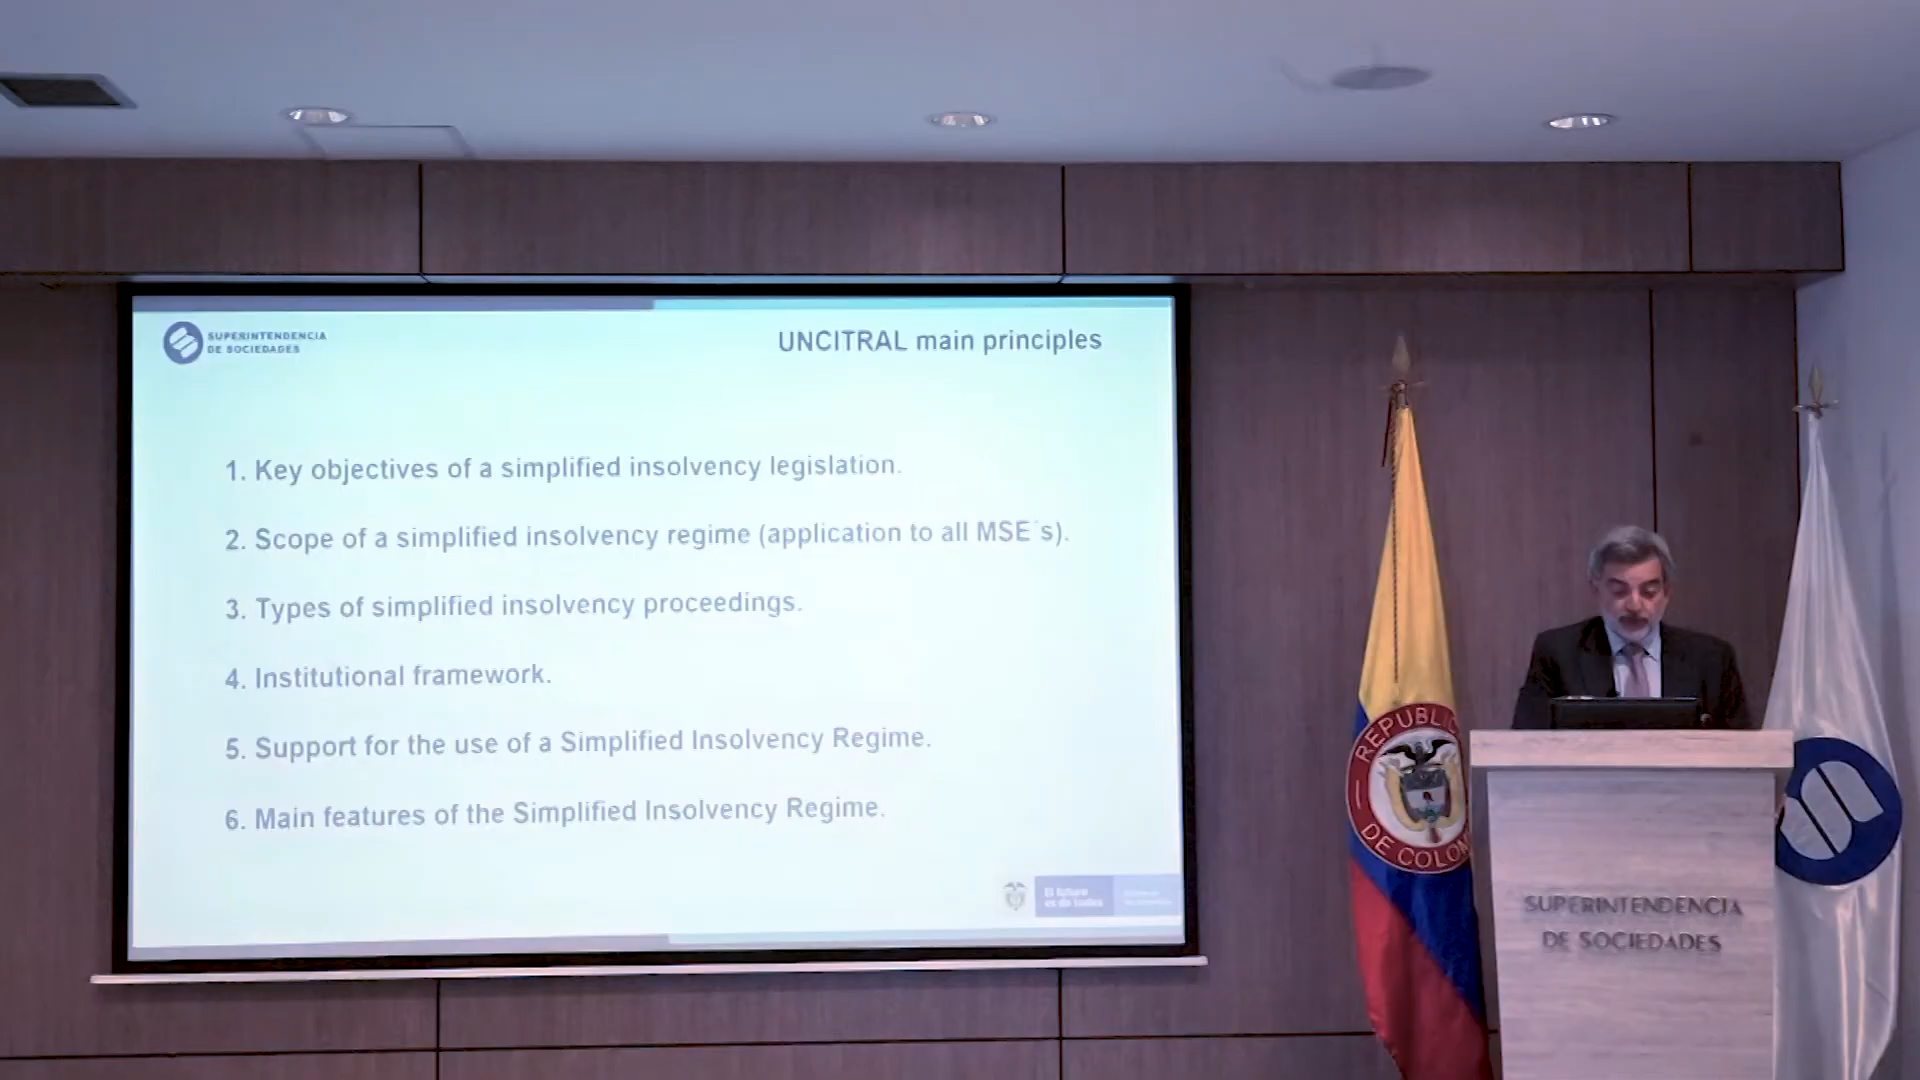 SUPERINTENDENCIA
DE SOCIEDADES
UNCITRAL main principles
1. Key objectives of a simplified insolvency legislation.
2. Scope of a simplified insolvency regime (application to all MSE´s).
3. Types of simplified insolvency proceedings.
4. Institutional framework.
5. Support for the use of a Simplified Insolvency Regime.
6. Main features of the Simplified Insolvency Regime.
El futuro
es de todos
REPUBLIC
DE COLOM
SUPERINTENDENCIA
DE SOCIEDADES